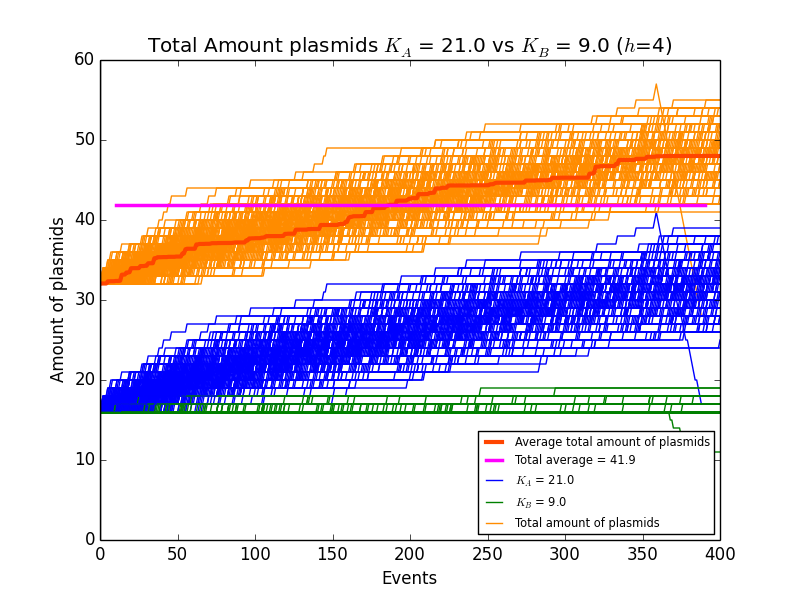 Total Amount plasmids K_A = 21.0 vs K_B = 9.0 (h=4)
60
50
40
30
20
10
0
Amount of plasmids
0 50 100 150 200 250 300 350 400
Events
Average total amount of plasmids
Total average = 41.9
K_A = 21.0
K_B = 9.0
Total amount of plasmids